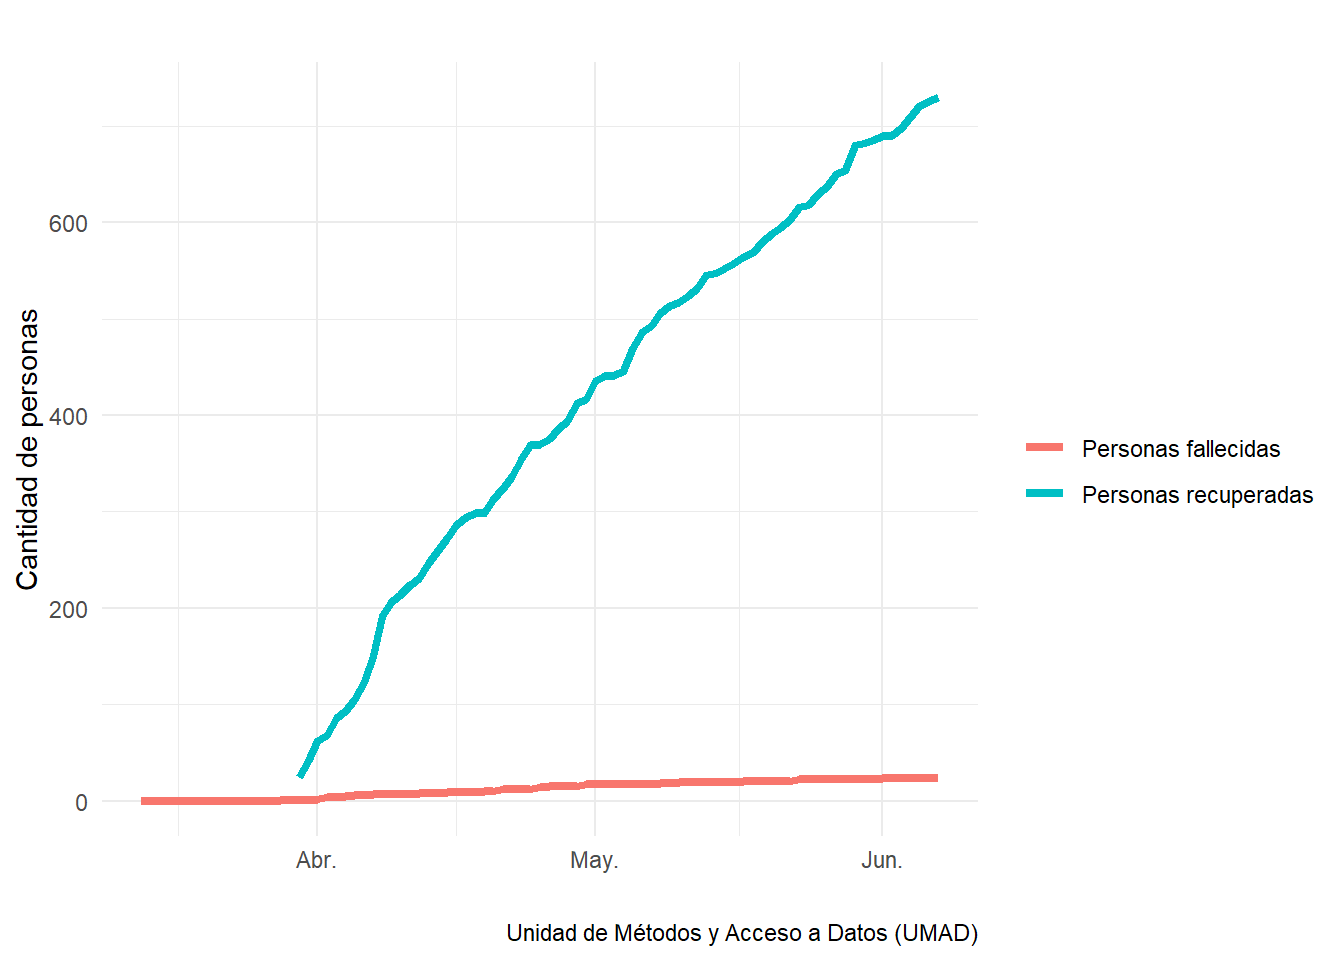 Cantidad de personas
600
400
200
0
Abr.
May.
Jun.
Personas fallecidas
Personas recuperadas
Unidad de Métodos y Acceso a Datos (UMAD)